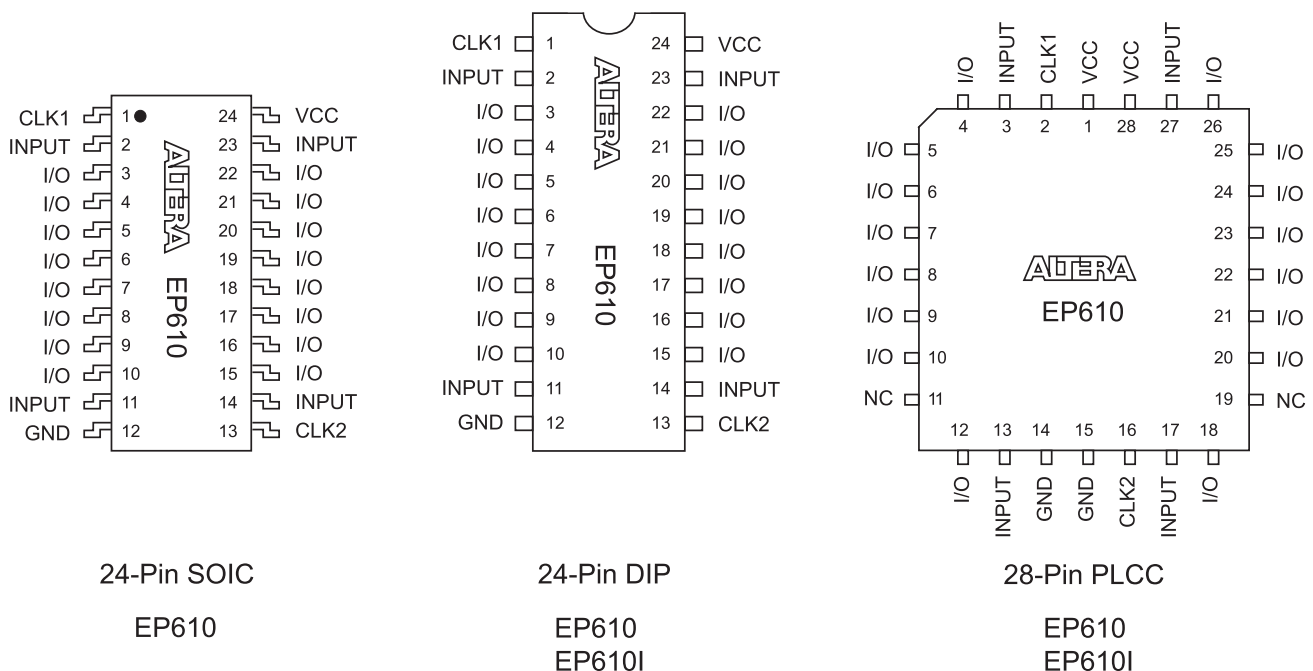 CLK1 1 24 VCC
INPUT 2 23 INPUT
I/O 3 22 I/O
I/O 4 21 I/O
I/O 5 20 I/O
I/O 6 19 I/O
I/O 7 18 I/O
I/O 8 17 I/O
I/O 9 16 I/O
I/O 10 15 I/O
INPUT 11 14 INPUT
GND 12 13 CLK2
ALTERA
EP610
24-Pin SOIC
EP610
CLK1 1 24 VCC
INPUT 2 23 INPUT
I/O 3 22 I/O
I/O 4 21 I/O
I/O 5 20 I/O
I/O 6 19 I/O
I/O 7 18 I/O
I/O 8 17 I/O
I/O 9 16 I/O
I/O 10 15 I/O
INPUT 11 14 INPUT
GND 12 13 CLK2
ALTERA
EP610
24-Pin DIP
EP610
EP610I
I/O INPUT CLK1 VCC VCC INPUT I/O
4 3 2 1 28 27 26
I/O 5 25 I/O
I/O 6 24 I/O
I/O 7 23 I/O
I/O 8 22 I/O
I/O 9 21 I/O
I/O 10 20 I/O
NC 11 19 NC
ALTERA
EP610
12 13 14 15 16 17 18
I/O INPUT GND GND CLK2 INPUT I/O
28-Pin PLCC
EP610
EP610I